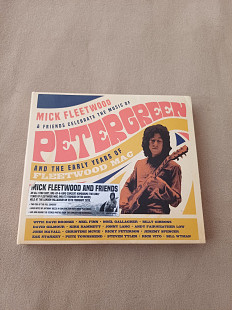 MICK FLEETWOOD
& FRIENDS CELEBRATE THE MUSIC OF
PETER GREEN
AND THE EARLY YEARS OF
FLEETWOOD MAC
MICK FLEETWOOD AND FRIENDS
WITH DAVE BRONZE NEIL FINN NOEL GALLAGHER BILLY GIBBONS
DAVID GILMOUR KIRK HAMMETT JONNY LANG ANDY FAIRWEATHER LOW
JOHN MAYALL CHRISTINE MCVIE RICKY PETERSON JEREMY SPENCER
ZAK STARKEY PETE TOWNSHEND STEVEN TYLER RICK VITO BILL WYMAN